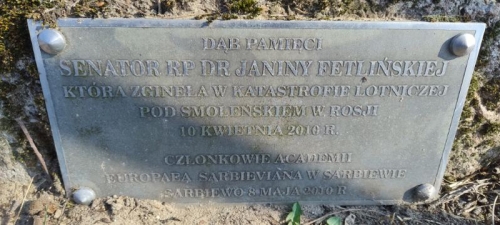 DĄB PAMIĘCI
SENATOR RP DR JANINY FETLIŃSKIEJ
KTÓRA ZGINĘŁA W KATASTROFIE LOTNICZEJ
POD SMOLEŃSKIEM W ROSJI
10 KWIETNIA 2010 R.
CZŁONKOWIE ACADEMII
EUROPAEA SARBIEVIANA W SARBIEWIE
SARBIEWO 8 MAJA 2010 R